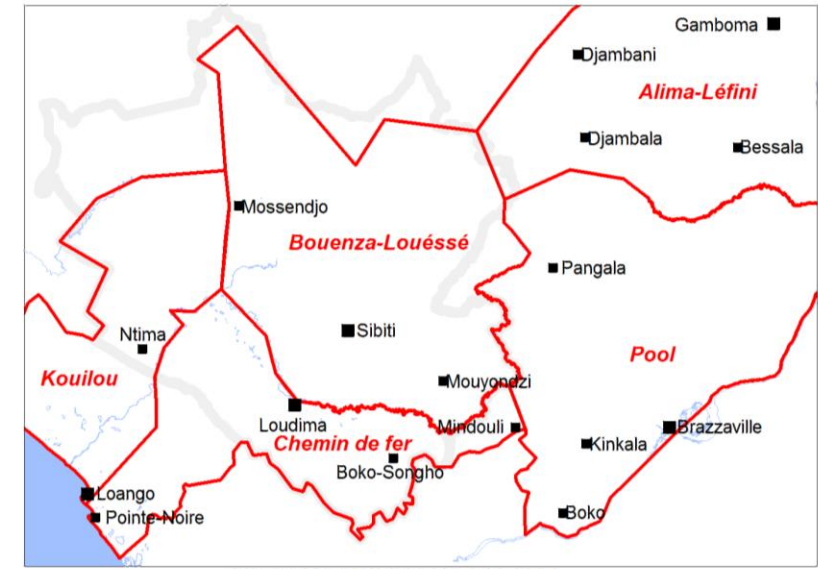 Gamboma
Djambani
Alima-Léfini
Djambala
Bessala
Mossendjo
Bouenza-Louéssé
Pangala
Ntima
Sibiti
Pool
Kouilou
Mouyondzi
Loudima
Mindouli
Brazzaville
Chemin de fer
Kinkala
Boko-Songho
Loango
Pointe-Noire
Boko